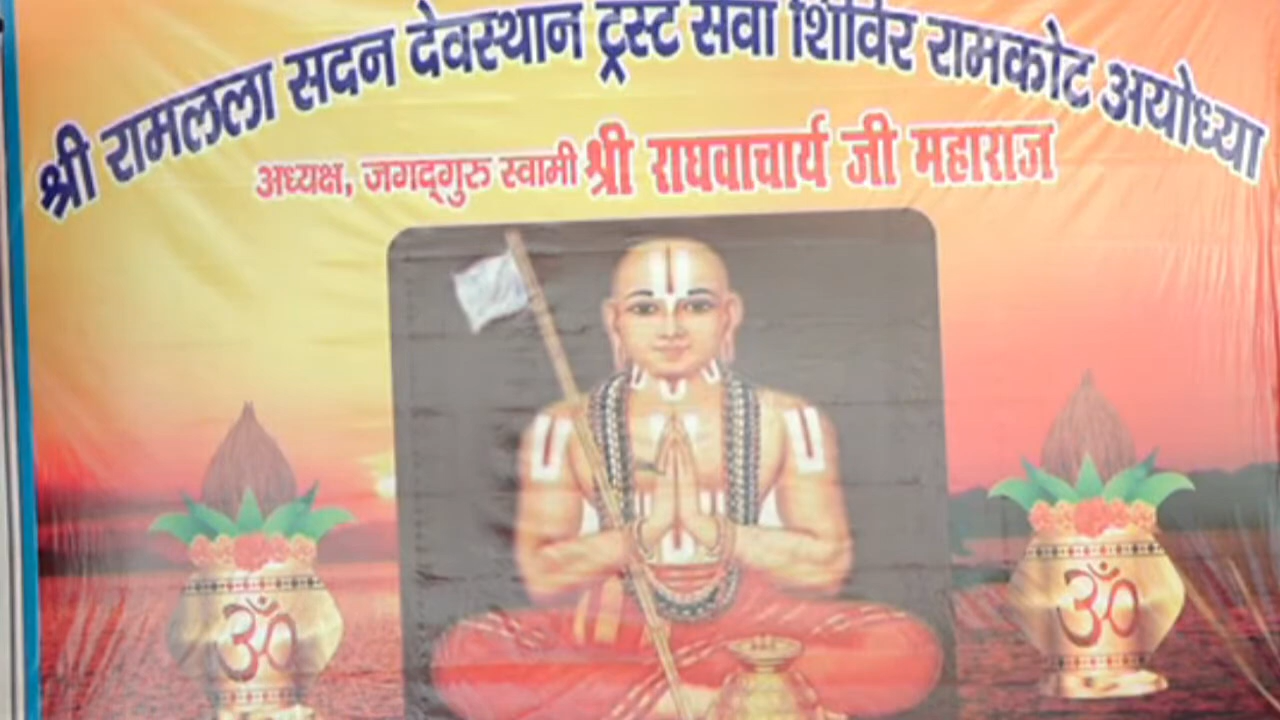 श्री रामलला सदन देवस्थान ट्रस्ट सेवा शिविर रामकोट अयोध्या
अध्यक्ष, जगद्‌गुरु स्वामी श्री राघवाचार्य जी महाराज
ॐ
ॐ